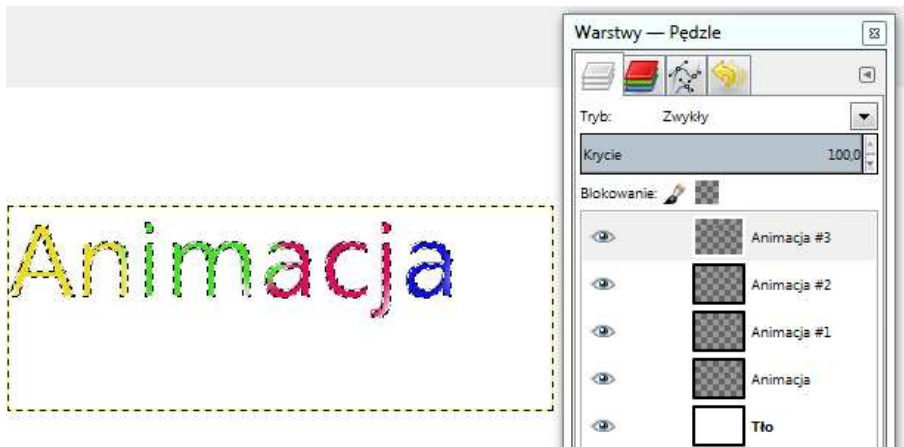 Warstwy — Pędzle
Tryb: Zwykły
Krycie 100,0
Blokowanie:
Animacja
Animacja #3
Animacja #2
Animacja #1
Animacja
Tło